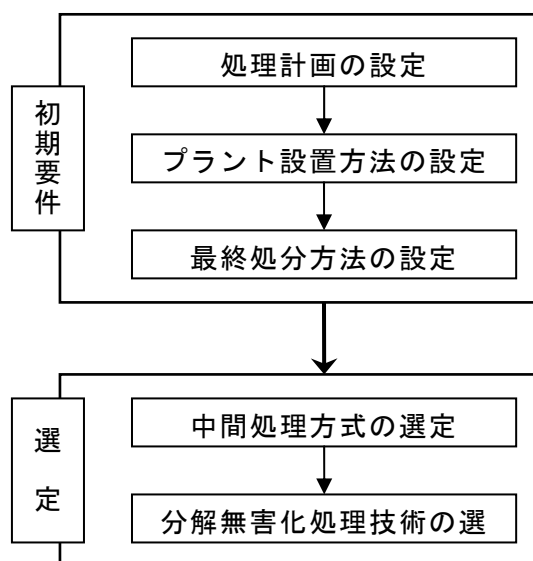 初期要件
処理計画の設定
プラント設置方法の設定
最終処分方法の設定
選定
中間処理方式の選定
分解無害化処理技術の選